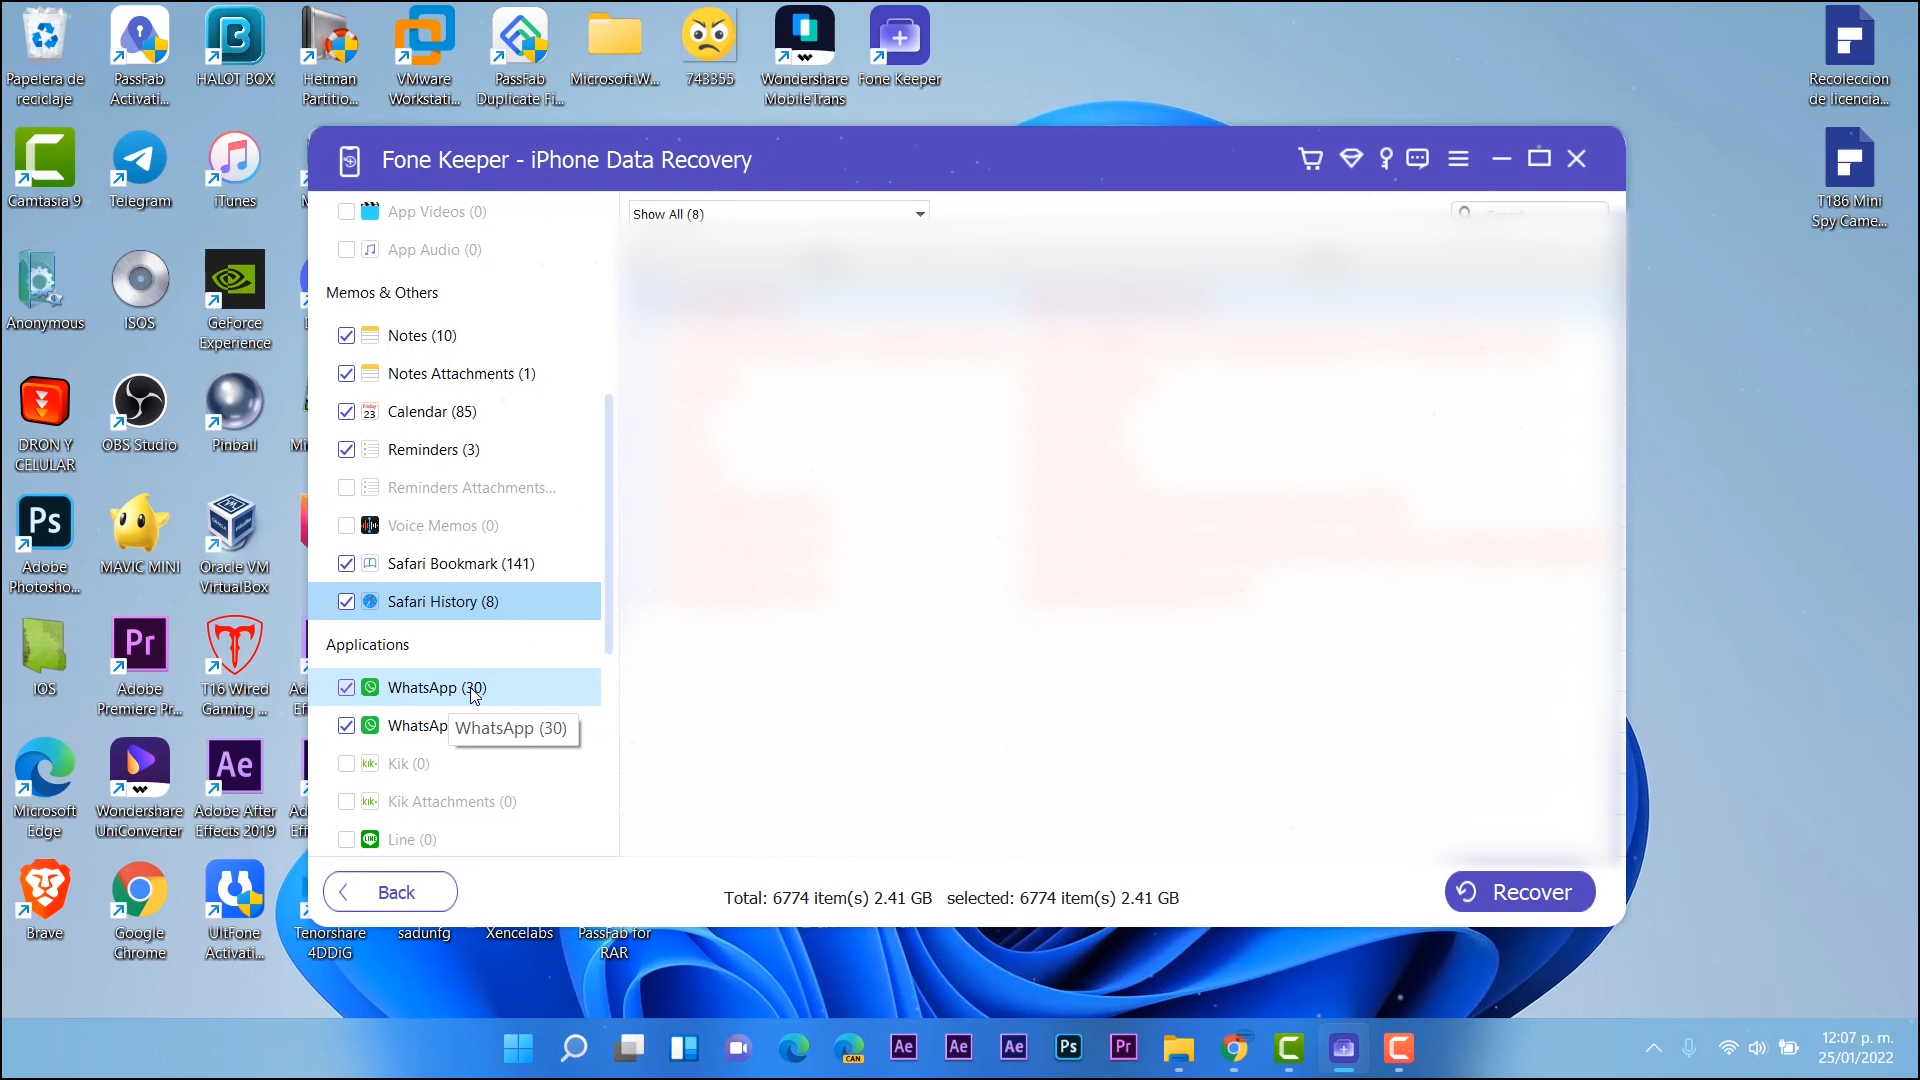 Papelera de
reciclaje
PassFab
Activati...
HALOT BOX
Hetman
Partitio...
VMware
Workstati...
PassFab
Duplicate Fi...
Microsoft.W...
743355
Wondershare
MobileTrans
Fone Keeper
Recoleccion
de licencia...
Camtasia 9
Telegram
iTunes
T186 Mini
Spy Came...
Anonymous
ISOS
GeForce
Experience
DRON Y
CELULAR
OBS Studio
Pinball
Adobe
Photosho...
MAVIC MINI
Oracle VM
VirtualBox
IOS
Adobe
Premiere Pr...
T16 Wired
Gaming ...
Microsoft
Edge
Wondershare
UniConverter
Adobe After
Effects 2019
Brave
Google
Chrome
UltFone
Activati...
Tenorshare
4DDiG
sadunfg
Xencelabs
PassFab for
RAR
Fone Keeper - iPhone Data Recovery
App Videos (0)
App Audio (0)
Memos & Others
Notes (10)
Notes Attachments (1)
Calendar (85)
Reminders (3)
Reminders Attachments...
Voice Memos (0)
Safari Bookmark (141)
Safari History (8)
Applications
WhatsApp (30)
WhatsAp
WhatsApp (30)
Kik (0)
Kik Attachments (0)
Line (0)
Show All (8)
Back
Total: 6774 item(s) 2.41 GB selected: 6774 item(s) 2.41 GB
Recover
12:07 p. m.
25/01/2022